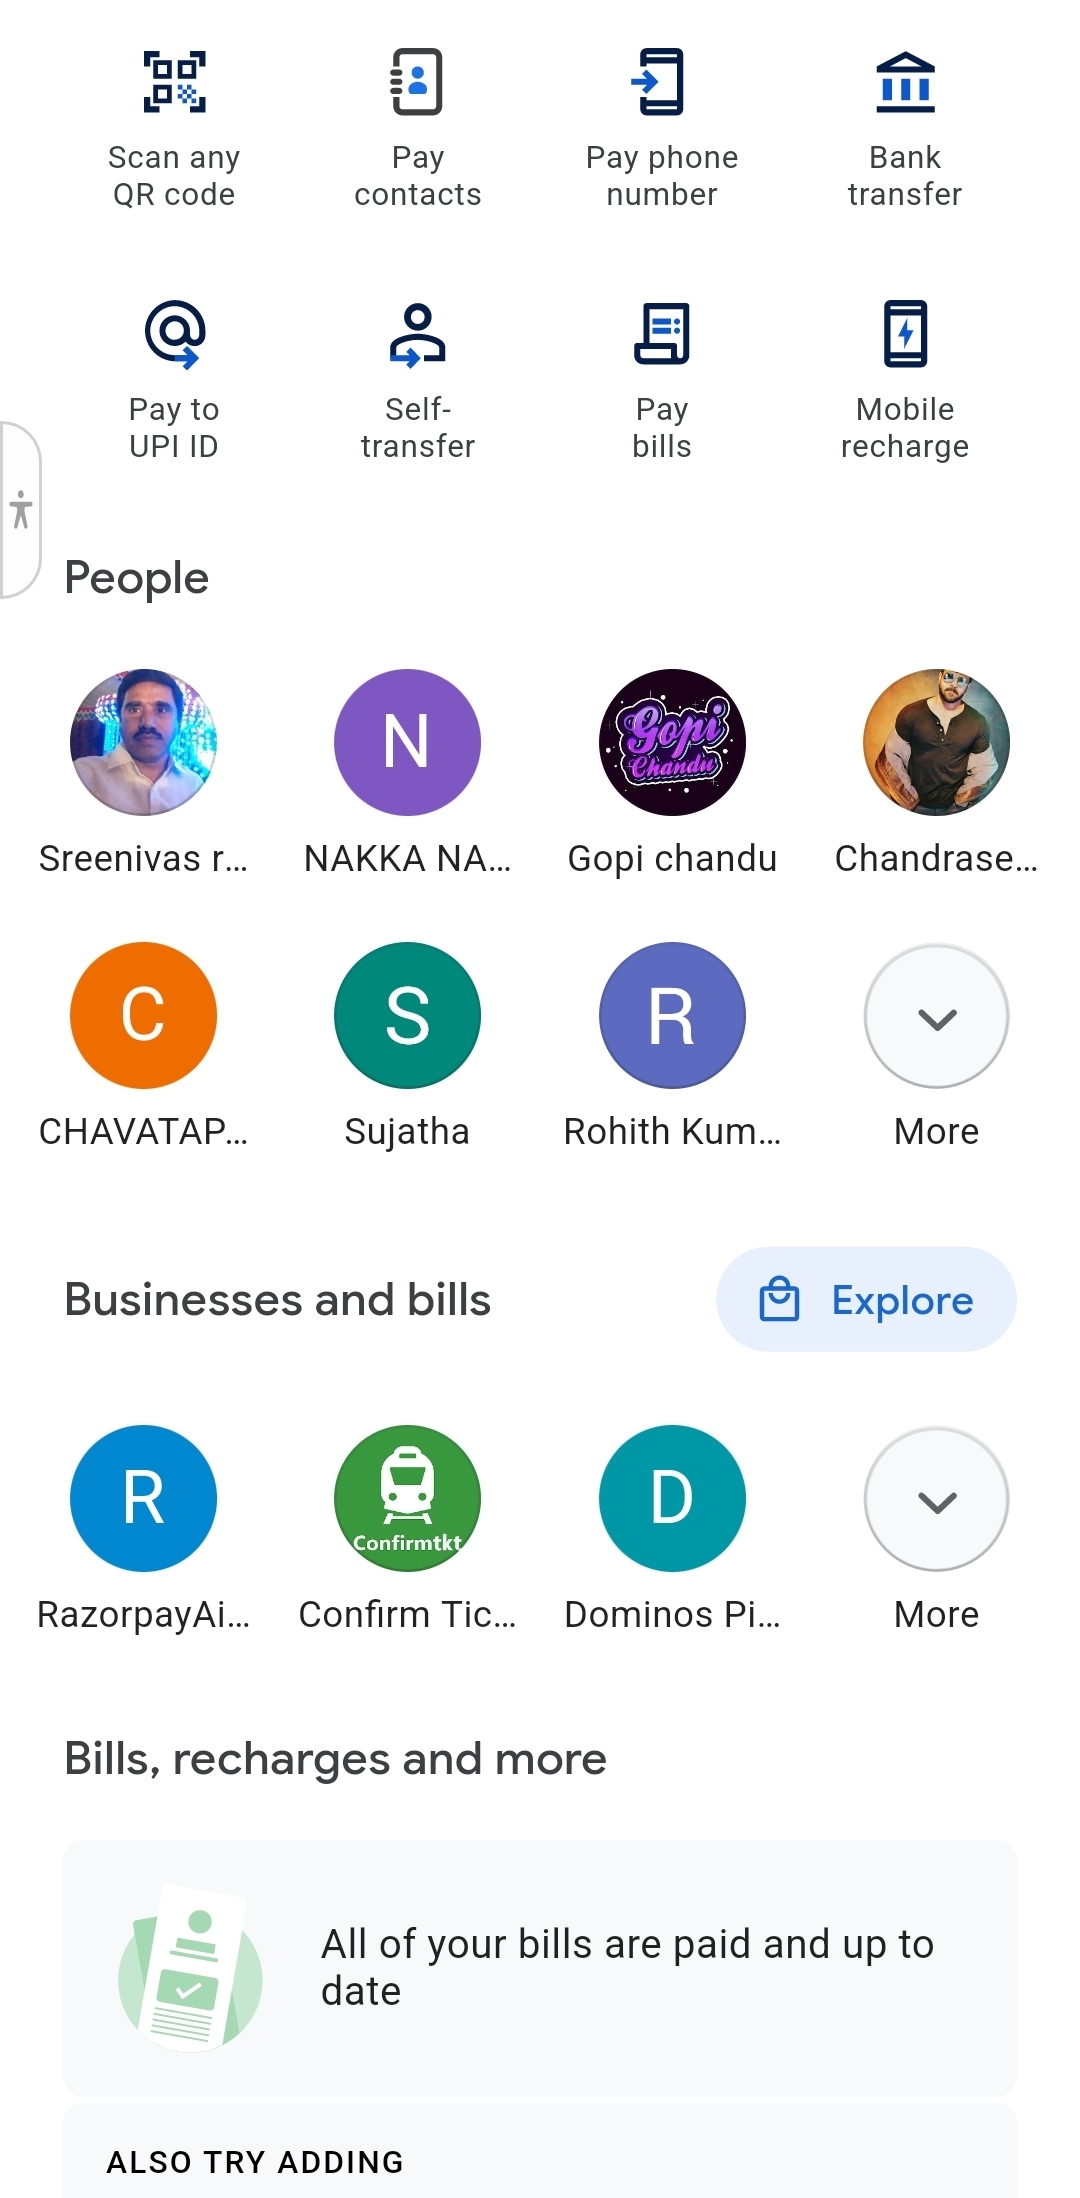 Scan any
QR code
Pay
contacts
Pay phone
number
Bank
transfer
Pay to
UPI ID
Self-
transfer
Pay
bills
Mobile
recharge
People
N
Gopi
Chandu
Sreenivas r...
NAKKA NA...
Gopi chandu
Chandrase...
C
S
R
CHAVATAP...
Sujatha
Rohith Kum...
More
Businesses and bills
Explore
R
Confirmtkt
D
RazorpayAi...
Confirm Tic...
Dominos Pi...
More
Bills, recharges and more
All of your bills are paid and up to
date
ALSO TRY ADDING